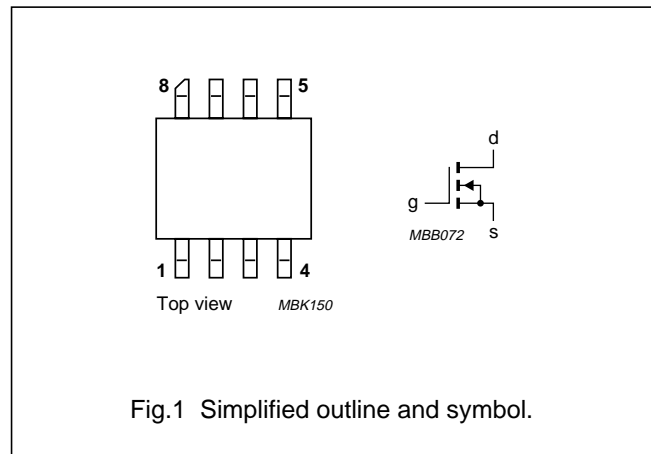 8 5
d
g
MBB072 s
1 4
Top view MBK150
Fig.1 Simplified outline and symbol.